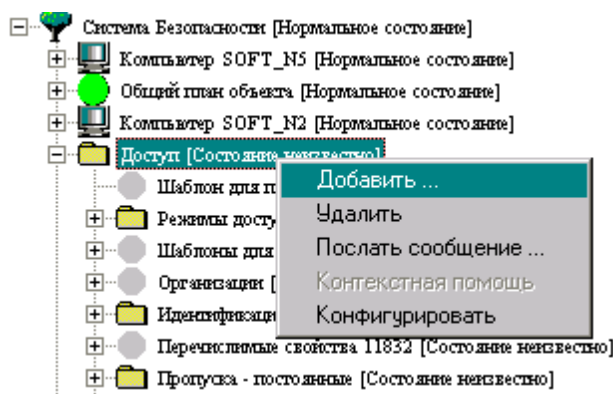 Система Безопасности [Нормальное состояние]
Компьютер SOFT_N5 [Нормальное состояние]
Общий план объекта [Нормальное состояние]
Компьютер SOFT_N2 [Нормальное состояние]
Доступ [Состояние неизвестно]
Шаблон для п
Добавить ...
Режимы досту
Удалить
Шаблоны для
Послать сообщение ...
Организации [
Контекстная помощь
Идентификаци
Конфигурировать
Перечислимые свойства 11832 [Состояние неизвестно]
Пропуска - постоянные [Состояние неизвестно]